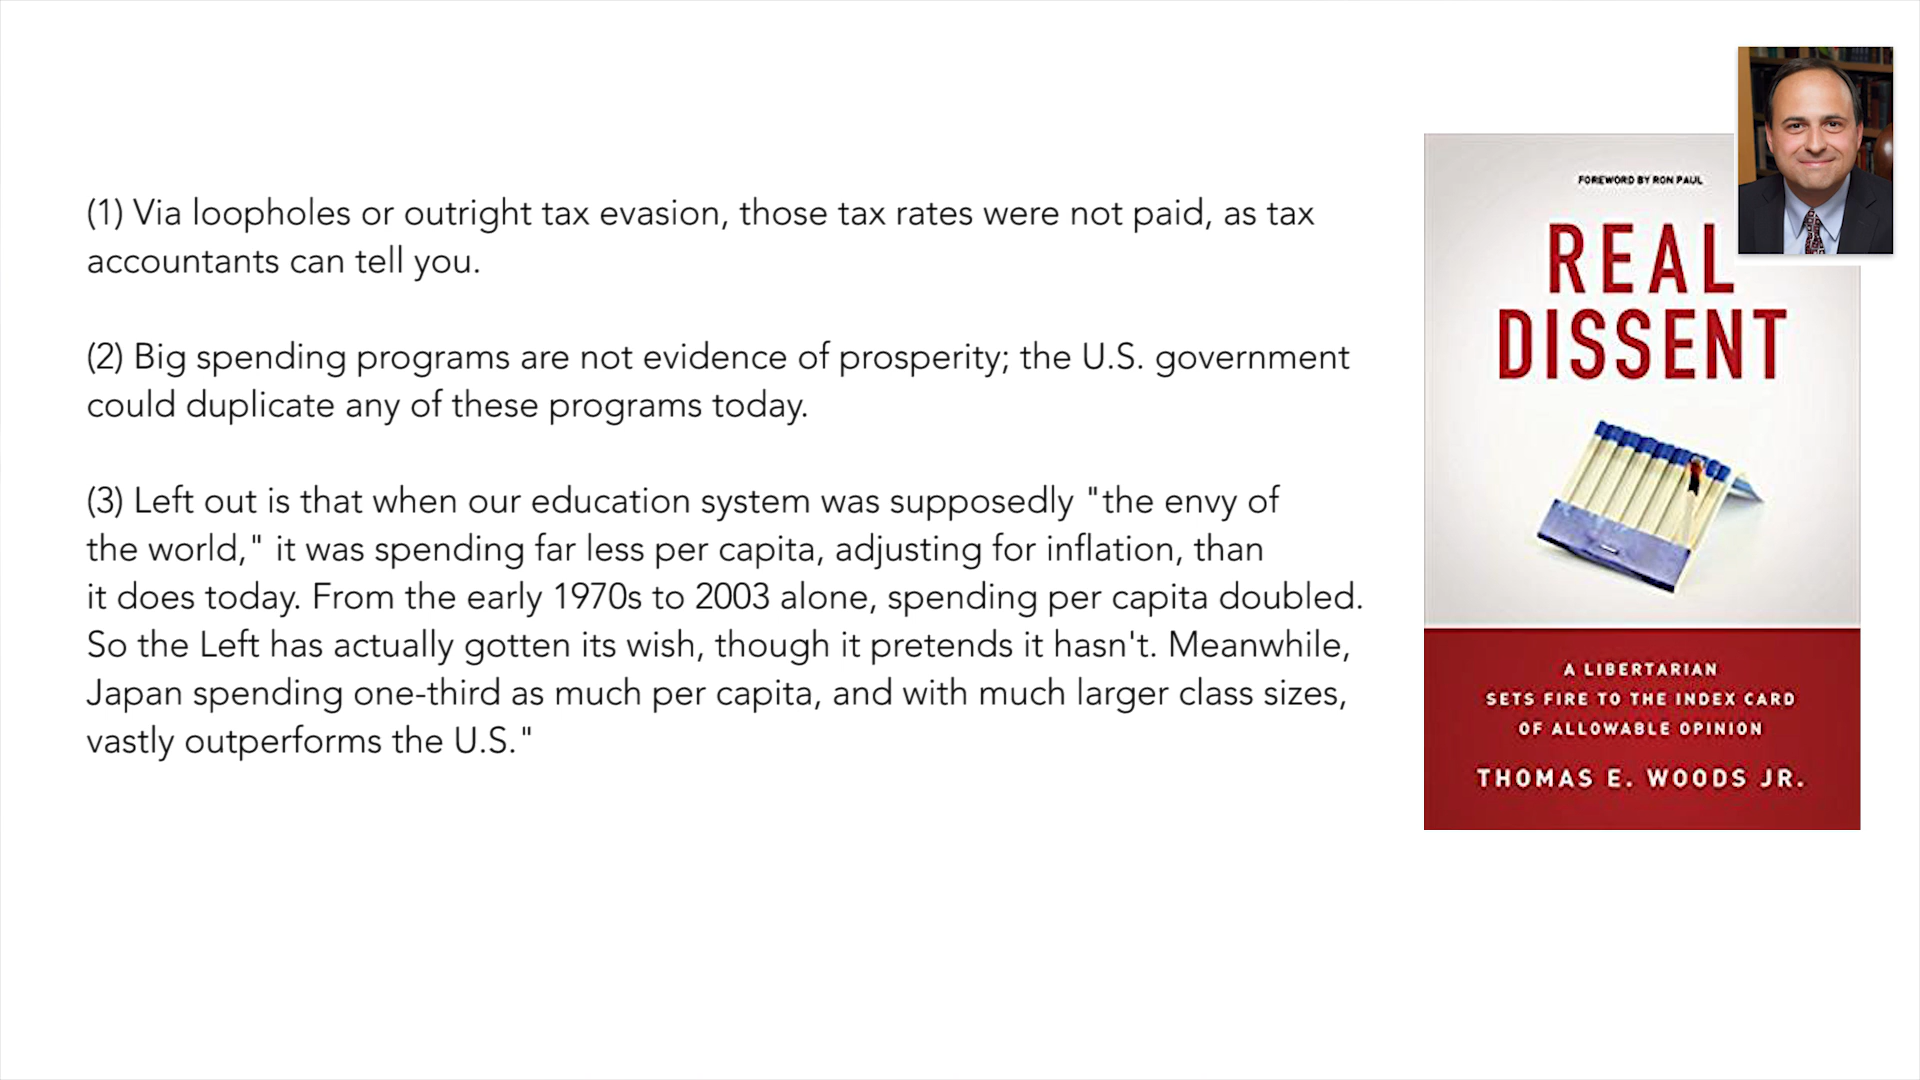 (1) Via loopholes or outright tax evasion, those tax rates were not paid, as tax
accountants can tell you.
(2) Big spending programs are not evidence of prosperity; the U.S. government
could duplicate any of these programs today.
(3) Left out is that when our education system was supposedly "the envy of
the world," it was spending far less per capita, adjusting for inflation, than
it does today. From the early 1970s to 2003 alone, spending per capita doubled.
So the Left has actually gotten its wish, though it pretends it hasn't. Meanwhile,
Japan spending one-third as much per capita, and with much larger class sizes,
vastly outperforms the U.S."
FOREWORD BY RON PAUL
REAL
DISSENT
A LIBERTARIAN
SETS FIRE TO THE INDEX CARD
OF ALLOWABLE OPINION
THOMAS E. WOODS JR.